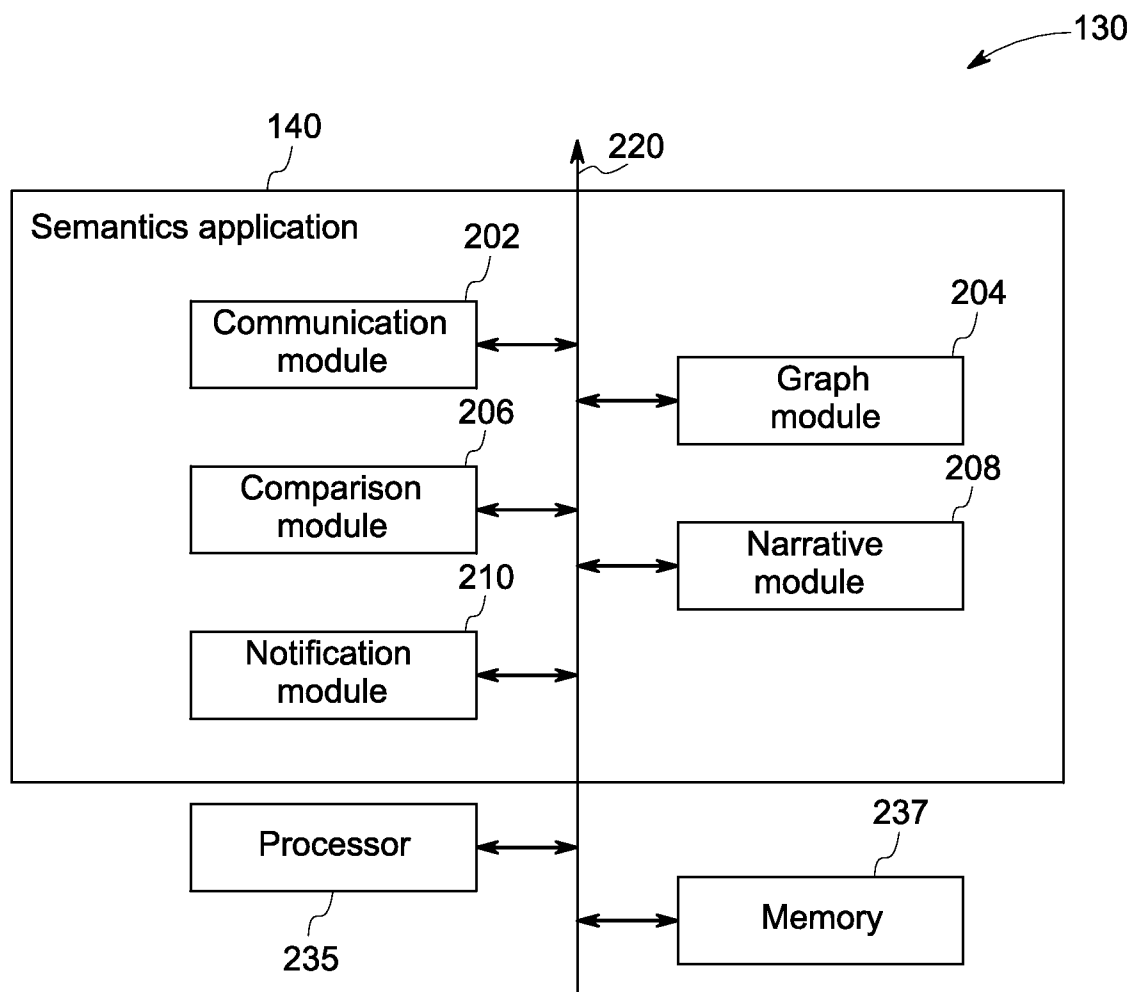 130
140
220
Semantics application
202
Communication
module
204
Graph
module
206
Comparison
module
208
Narrative
module
210
Notification
module
Processor
235
237
Memory